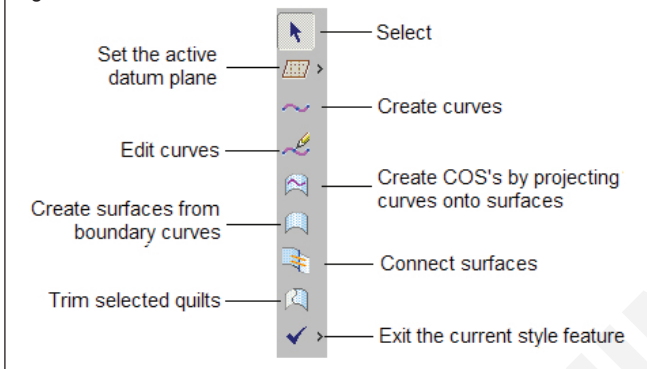 Select
Set the active
datum plane
Create curves
Edit curves
Create COS's by projecting
curves onto surfaces
Create surfaces from
boundary curves
Connect surfaces
Trim selected quilts
Exit the current style feature